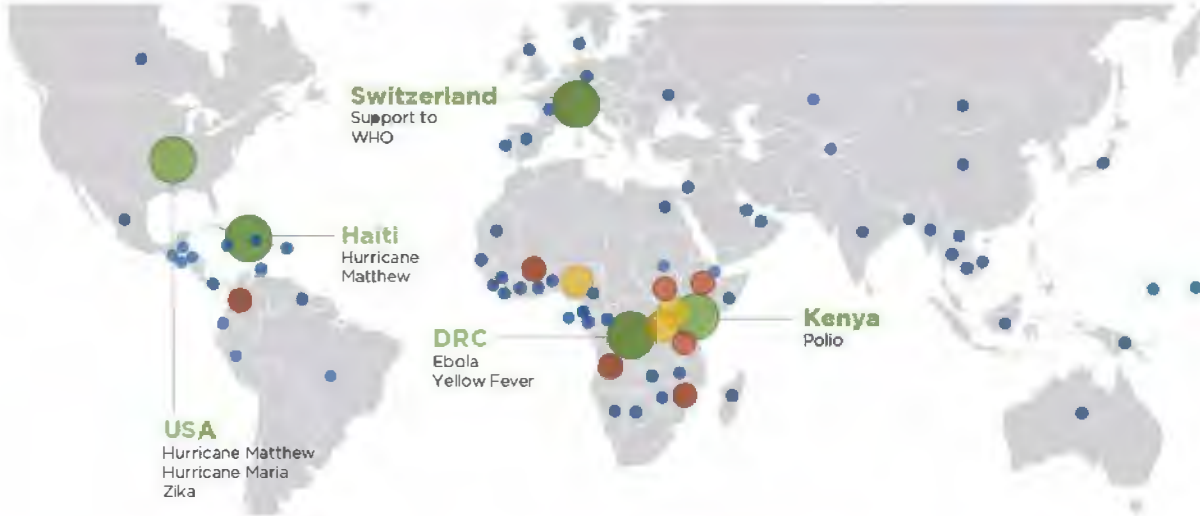 Switzerland
Support to
WHO
Haiti
Hurricane
Matthew
DRC
Ebola
Yellow Fever
Kenya
Polio
USA
Hurricane Matthew
Hurricane Maria
Zika